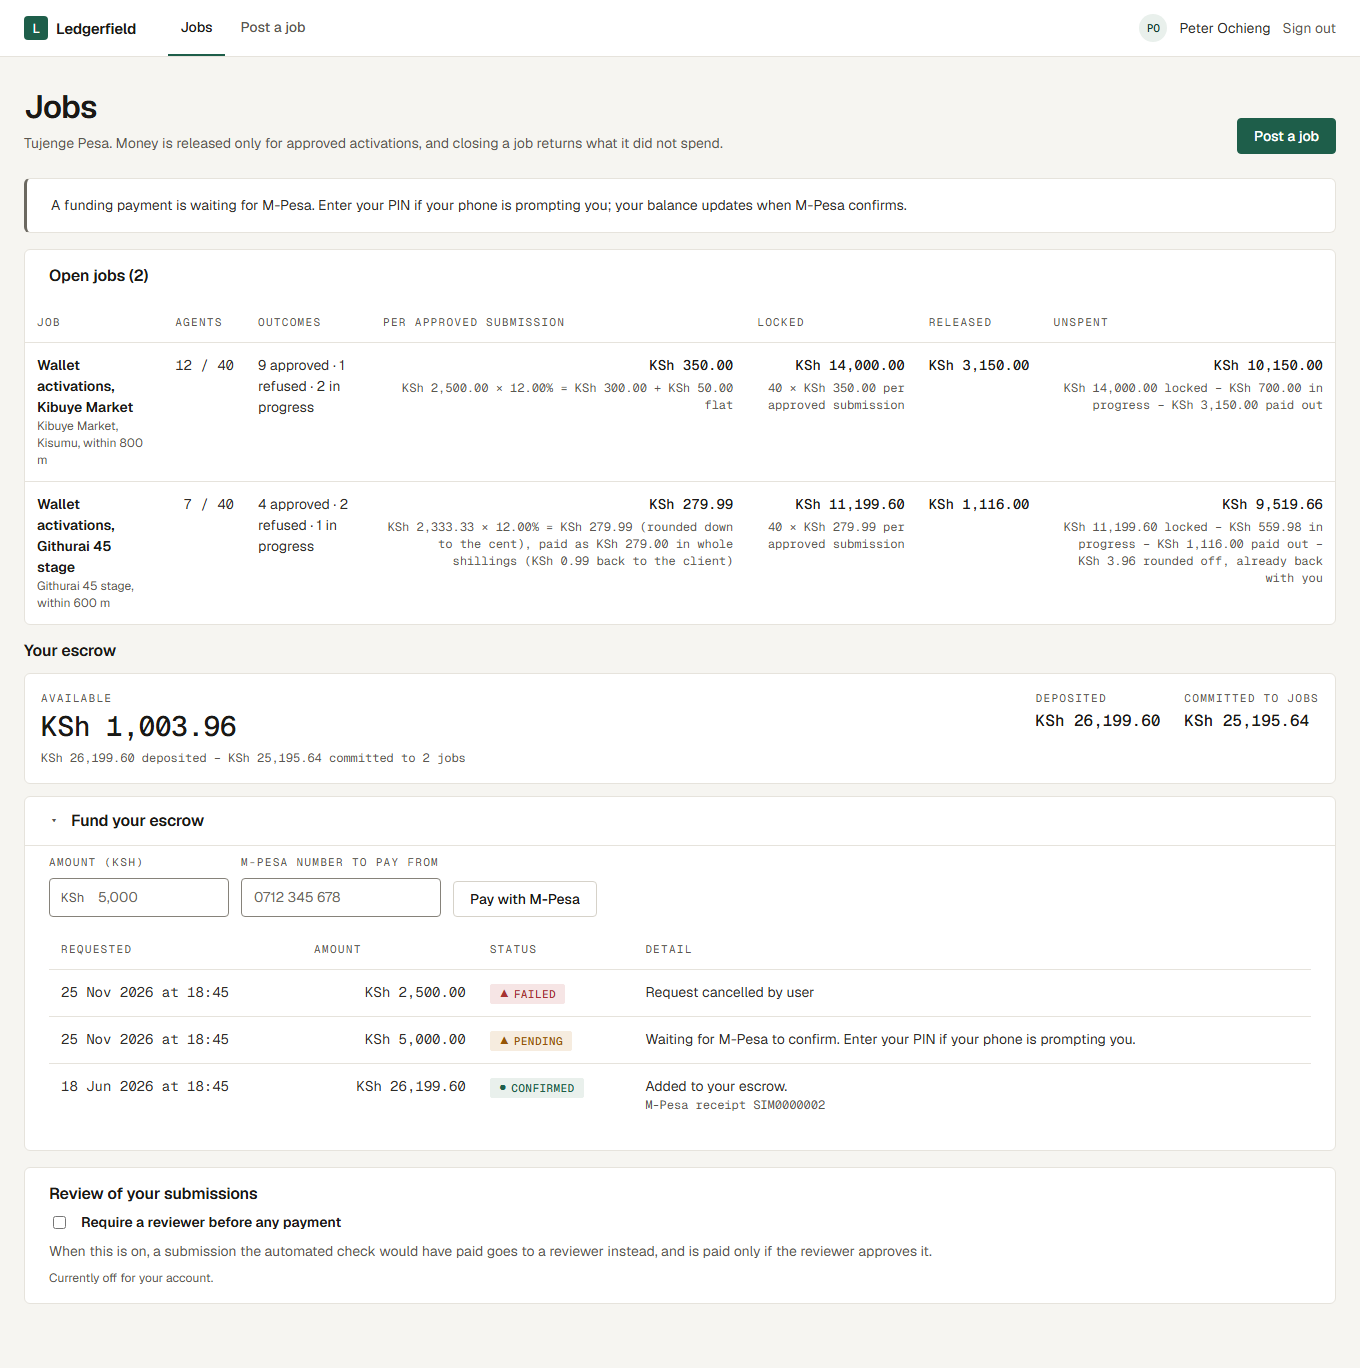 L Ledgerfield Jobs Post a job PO Peter Ochieng Sign out
Jobs
Tujenge Pesa. Money is released only for approved activations, and closing a job returns what it did not spend.
Post a job
A funding payment is waiting for M-Pesa. Enter your PIN if your phone is prompting you; your balance updates when M-Pesa confirms.
Open jobs (2)
JOB AGENTS OUTCOMES PER APPROVED SUBMISSION LOCKED RELEASED UNSPENT
Wallet
activations,
Kibuye Market
Kibuye Market,
Kisumu, within 800
m
12 / 40
9 approved · 1
refused · 2 in
progress
KSh 350.00
KSh 2,500.00 × 12.00% = KSh 300.00 + KSh 50.00
flat
KSh 14,000.00
40 × KSh 350.00 per
approved submission
KSh 3,150.00
KSh 10,150.00
KSh 14,000.00 locked – KSh 700.00 in
progress – KSh 3,150.00 paid out
Wallet
activations,
Githurai 45
stage
Githurai 45 stage,
within 600 m
7 / 40
4 approved · 2
refused · 1 in
progress
KSh 279.99
KSh 2,333.33 × 12.00% = KSh 279.99 (rounded down
to the cent), paid as KSh 279.00 in whole
shillings (KSh 0.99 back to the client)
KSh 11,199.60
40 × KSh 279.99 per
approved submission
KSh 1,116.00
KSh 9,519.66
KSh 11,199.60 locked – KSh 559.98 in
progress – KSh 1,116.00 paid out –
KSh 3.96 rounded off, already back
with you
Your escrow
AVAILABLE
KSh 1,003.96
KSh 26,199.60 deposited – KSh 25,195.64 committed to 2 jobs
DEPOSITED
KSh 26,199.60
COMMITTED TO JOBS
KSh 25,195.64
Fund your escrow
AMOUNT (KSH) M-PESA NUMBER TO PAY FROM
KSh 5,000 0712 345 678 Pay with M-Pesa
REQUESTED AMOUNT STATUS DETAIL
25 Nov 2026 at 18:45 KSh 2,500.00 FAILED Request cancelled by user
25 Nov 2026 at 18:45 KSh 5,000.00 PENDING Waiting for M-Pesa to confirm. Enter your PIN if your phone is prompting you.
18 Jun 2026 at 18:45 KSh 26,199.60 CONFIRMED Added to your escrow.
M-Pesa receipt SIM0000002
Review of your submissions
Require a reviewer before any payment
When this is on, a submission the automated check would have paid goes to a reviewer instead, and is paid only if the reviewer approves it.
Currently off for your account.